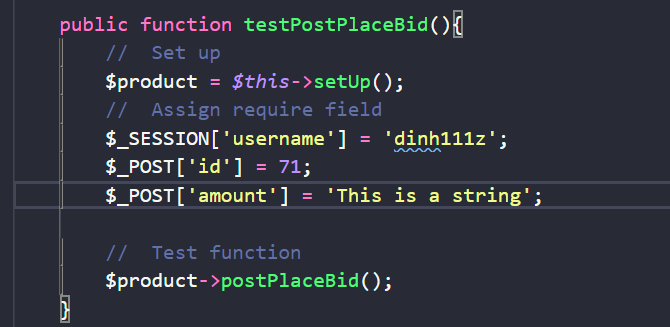 public function testPostPlaceBid(){
//  Set up
$product = $this->setUp();
//  Assign require field
$_SESSION['username'] = 'dinh111z';
$_POST['id'] = 71;
$_POST['amount'] = 'This is a string';
//  Test function
$product->postPlaceBid();
}